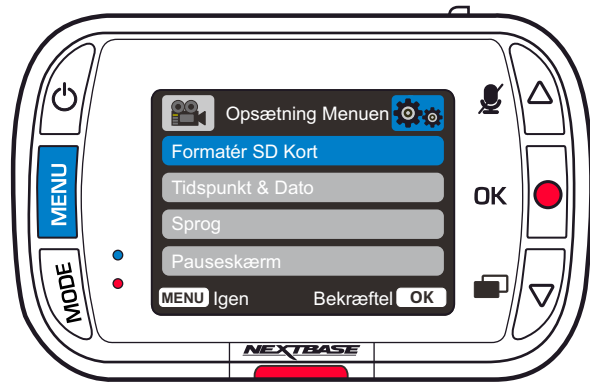 Opsætning Menuen
Formatér SD Kort
Tidspunkt & Dato
Sprog
Pauseskærm
MENU Igen Bekræftel OK
MENU
MODE
OK
NEXTBASE